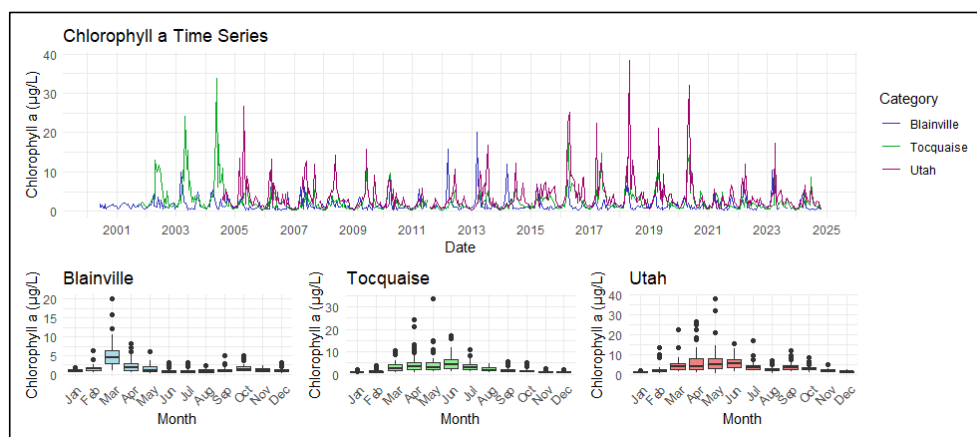 Chlorophyll a Time Series
Chlorophyll a (µg/L)
40
30
20
10
0
2001 2003 2005 2007 2009 2011 2013 2015 2017 2019 2021 2023 2025
Date
Category
Blainville
Tocquaise
Utah
Blainville
Chlorophyll a (µg/L)
20
15
10
5
0
Jan Feb Mar Apr May Jun Jul Aug Sep Oct Nov Dec
Month
Tocquaise
Chlorophyll a (µg/L)
30
20
10
0
Jan Feb Mar Apr May Jun Jul Aug Sep Oct Nov Dec
Month
Utah
Chlorophyll a (µg/L)
40
30
20
10
0
Jan Feb Mar Apr May Jun Jul Aug Sep Oct Nov Dec
Month